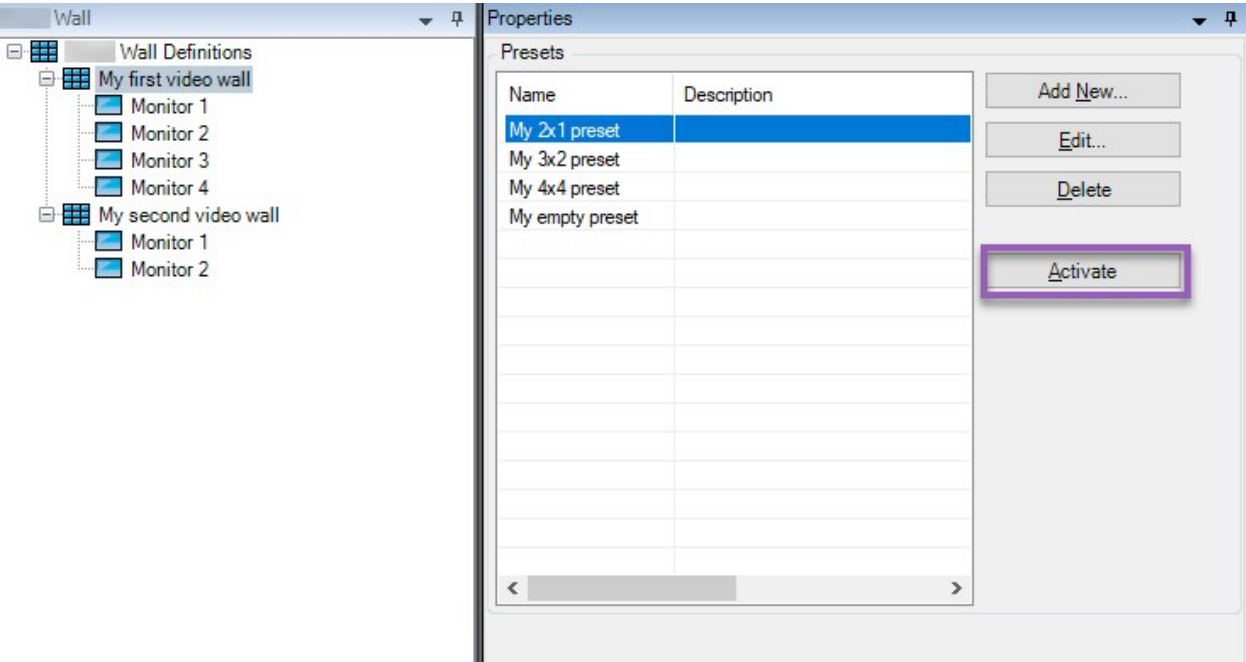 Wall
Wall Definitions
My first video wall
Monitor 1
Monitor 2
Monitor 3
Monitor 4
My second video wall
Monitor 1
Monitor 2
Properties
Presets
Name Description
My 2x1 preset
My 3x2 preset
My 4x4 preset
My empty preset
Add New...
Edit...
Delete
Activate